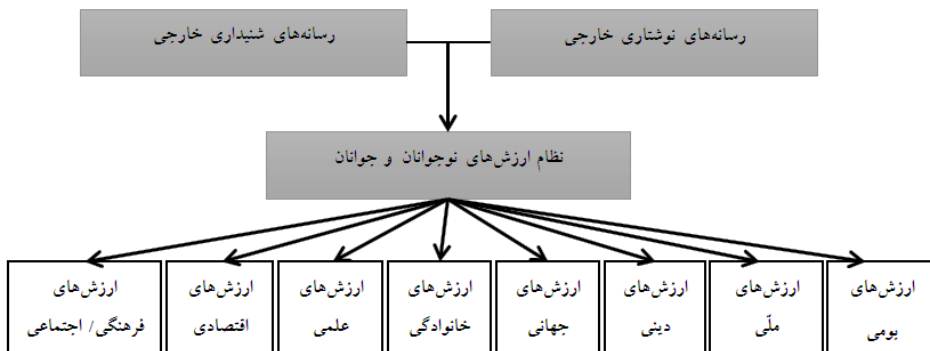 رسانه‌های نوشتاری خارجی
رسانه‌های شنیداری خارجی
نظام ارزش‌های نوجوانان و جوانان
ارزش‌های
بومی
ارزش‌های
ملّی
ارزش‌های
دینی
ارزش‌های
جهانی
ارزش‌های
خانوادگی
ارزش‌های
علمی
ارزش‌های
اقتصادی
ارزش‌های
فرهنگی/ اجتماعی